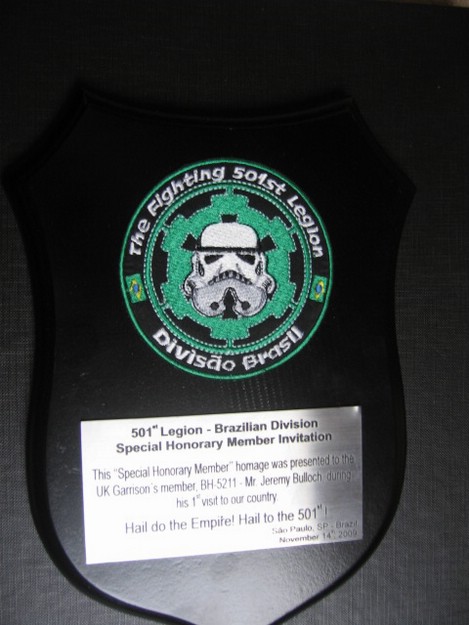 The Fighting 501st Legion
Divisão Brasil
501st Legion - Brazilian Division
Special Honorary Member Invitation
This "Special Honorary Member" homage was presented to the
UK Garrison´s member, BH-5211 - Mr. Jeremy Bulloch, during
his 1st visit to our country.
Hail do the Empire! Hail to the 501st !
São Paulo, SP - Brazil
November 14th, 2009